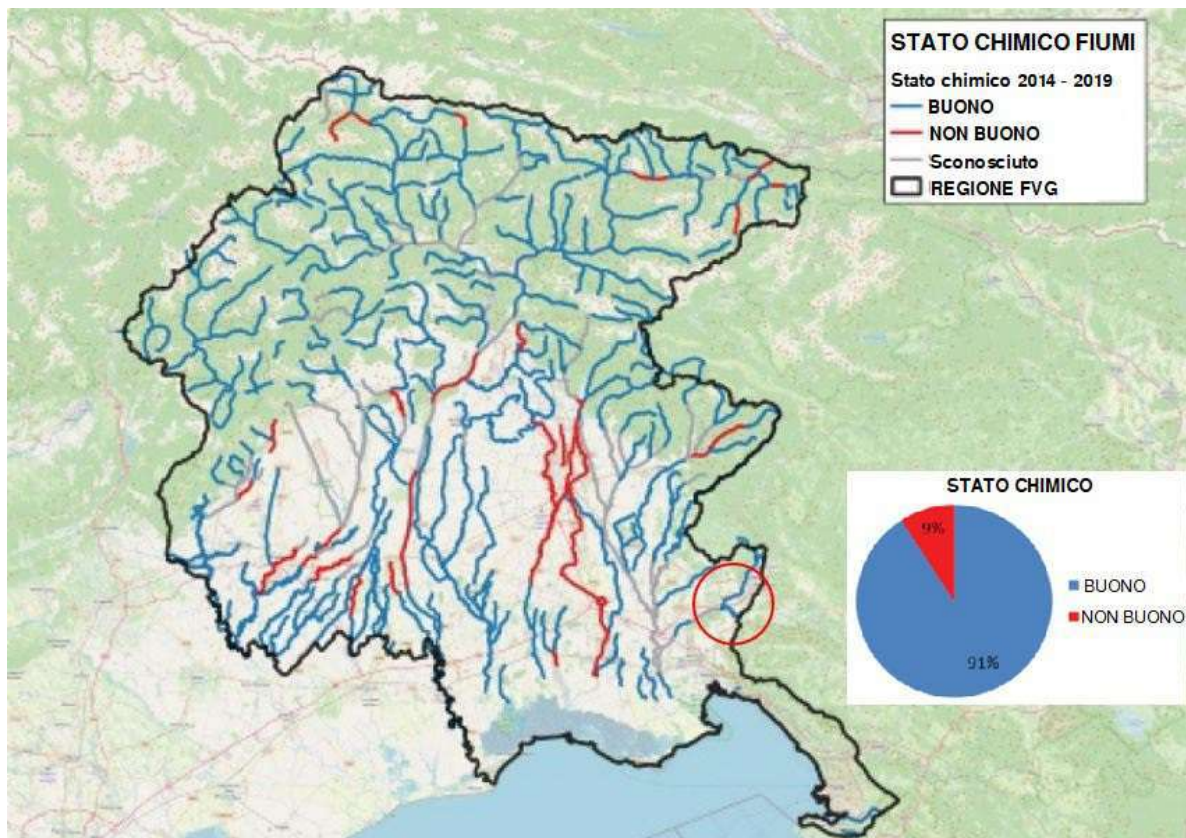 STATO CHIMICO FIUMI
Stato chimico 2014 - 2019
BUONO
NON BUONO
Sconosciuto
REGIONE FVG
STATO CHIMICO
9%
91%
BUONO
NON BUONO